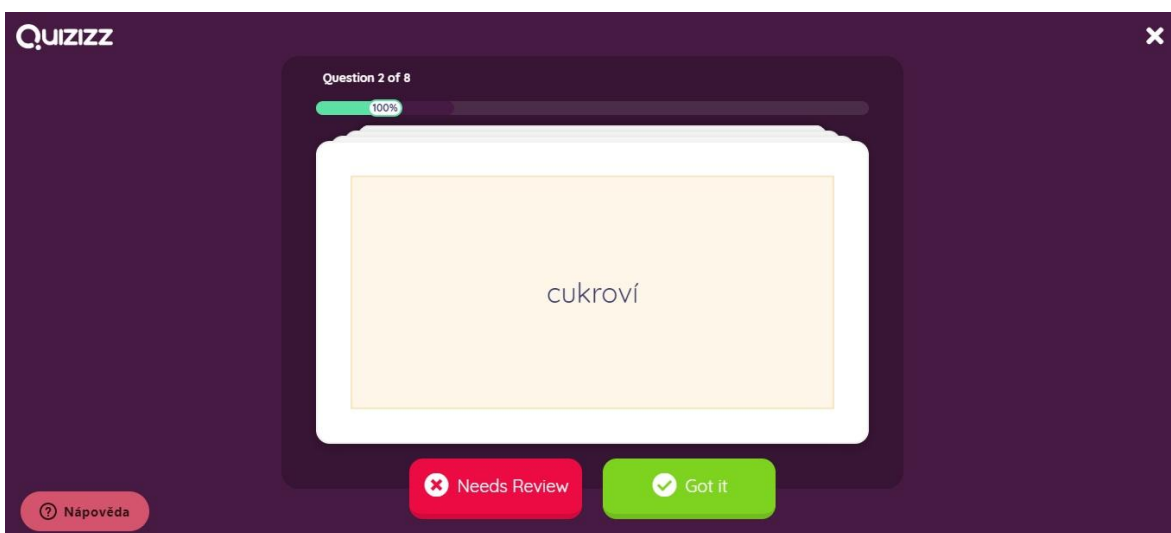 Quizizz
Question 2 of 8
100%
cukroví
Needs Review
Got it
Nápověda